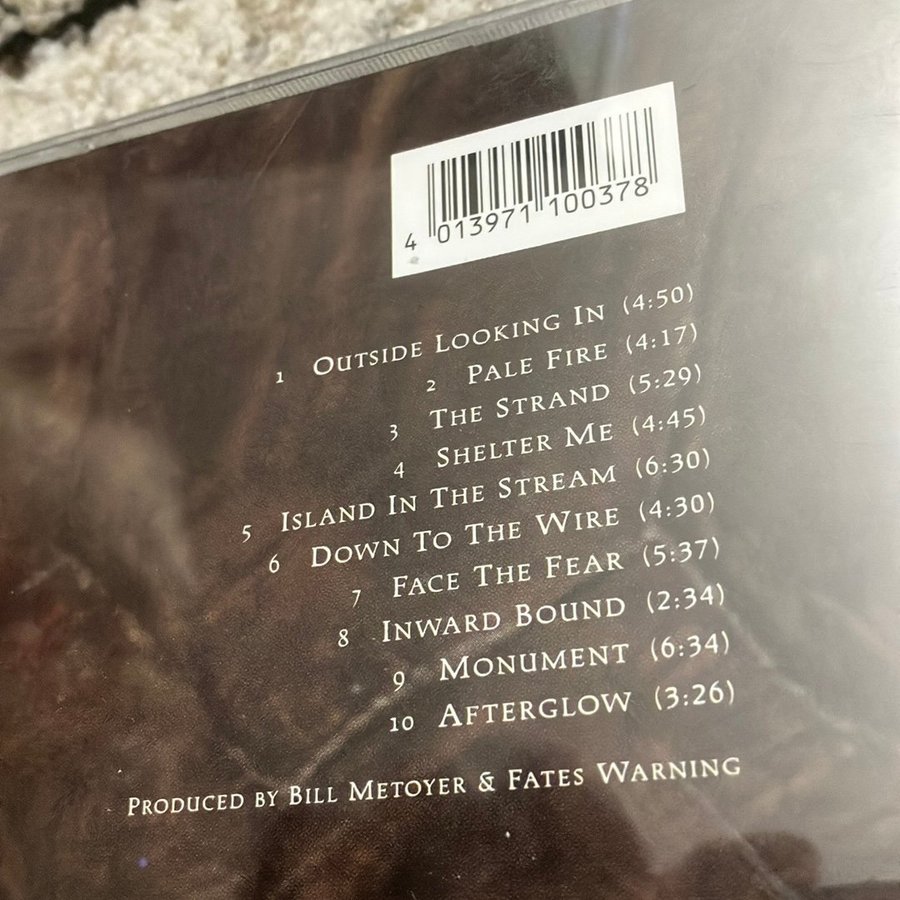 4 013971 100378
1 OUTSIDE LOOKING IN (4:50)
2 PALE FIRE (4:17)
3 THE STRAND (5:29)
4 SHELTER ME (4:45)
5 ISLAND IN THE STREAM (6:30)
6 DOWN TO THE WIRE (4:30)
7 FACE THE FEAR (5:37)
8 INWARD BOUND (2:34)
9 MONUMENT (6:34)
10 AFTERGLOW (3:26)
PRODUCED BY BILL METOYER & FATES WARNING